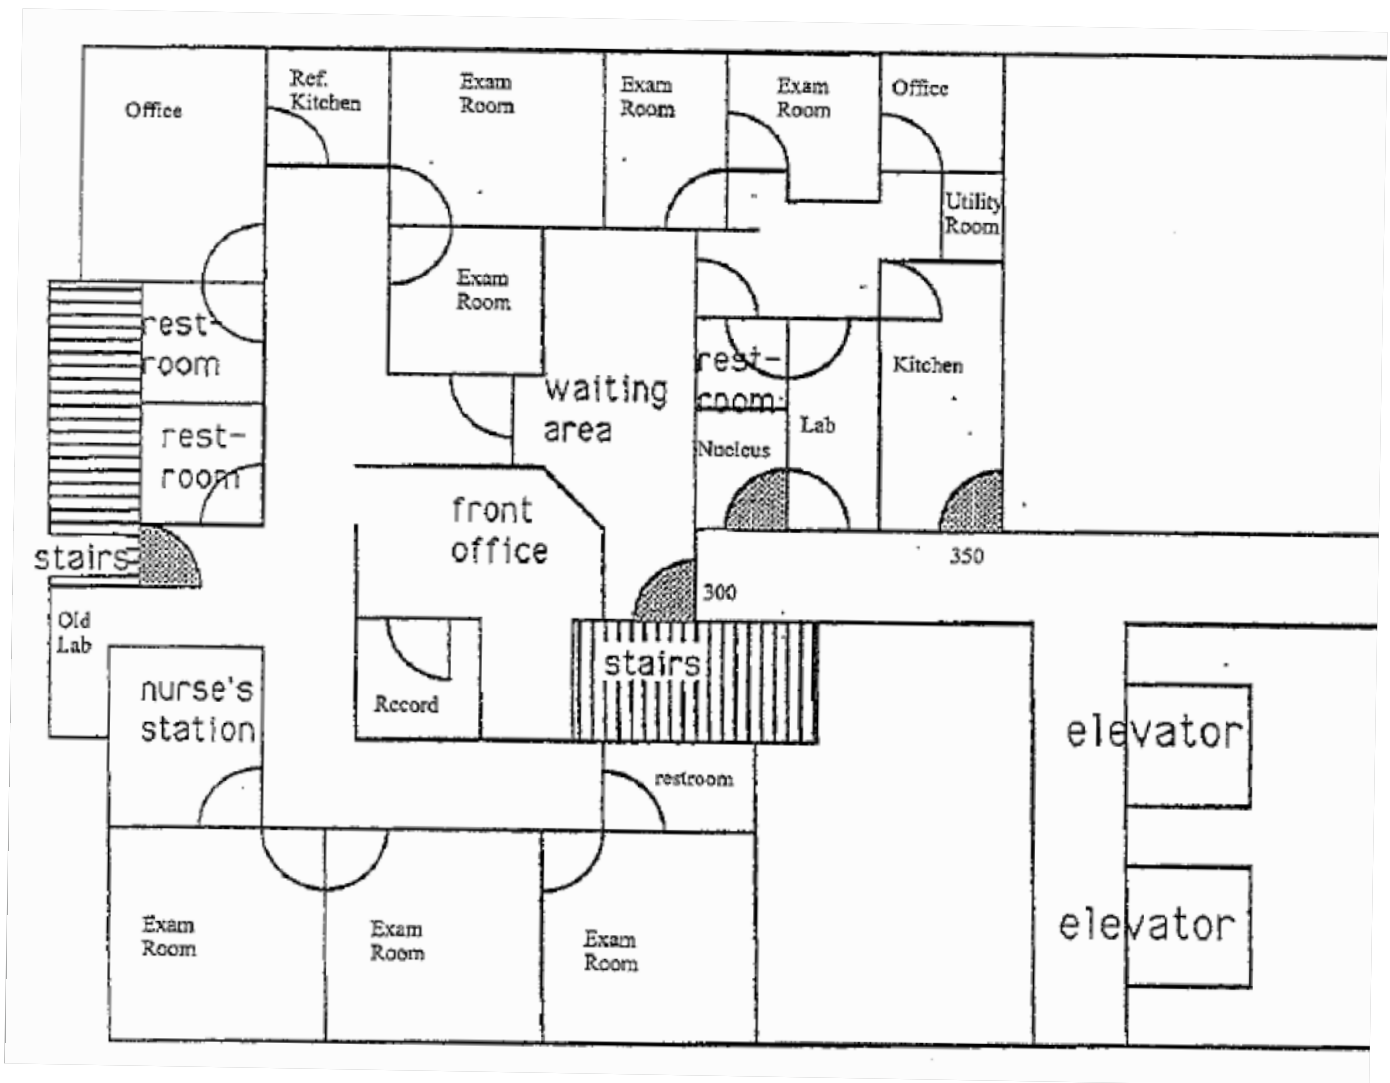 Office
Ref.
Kitchen
Exam
Room
Exam
Room
Exam
Room
Office
Utility
Room
Exam
Room
rest-
room
rest-
room
waiting
area
rest-
room
Nucleus
Lab
Kitchen
front
office
stairs
350
300
Old
Lab
nurse's
station
Record
stairs
restroom
elevator
elevator
Exam
Room
Exam
Room
Exam
Room